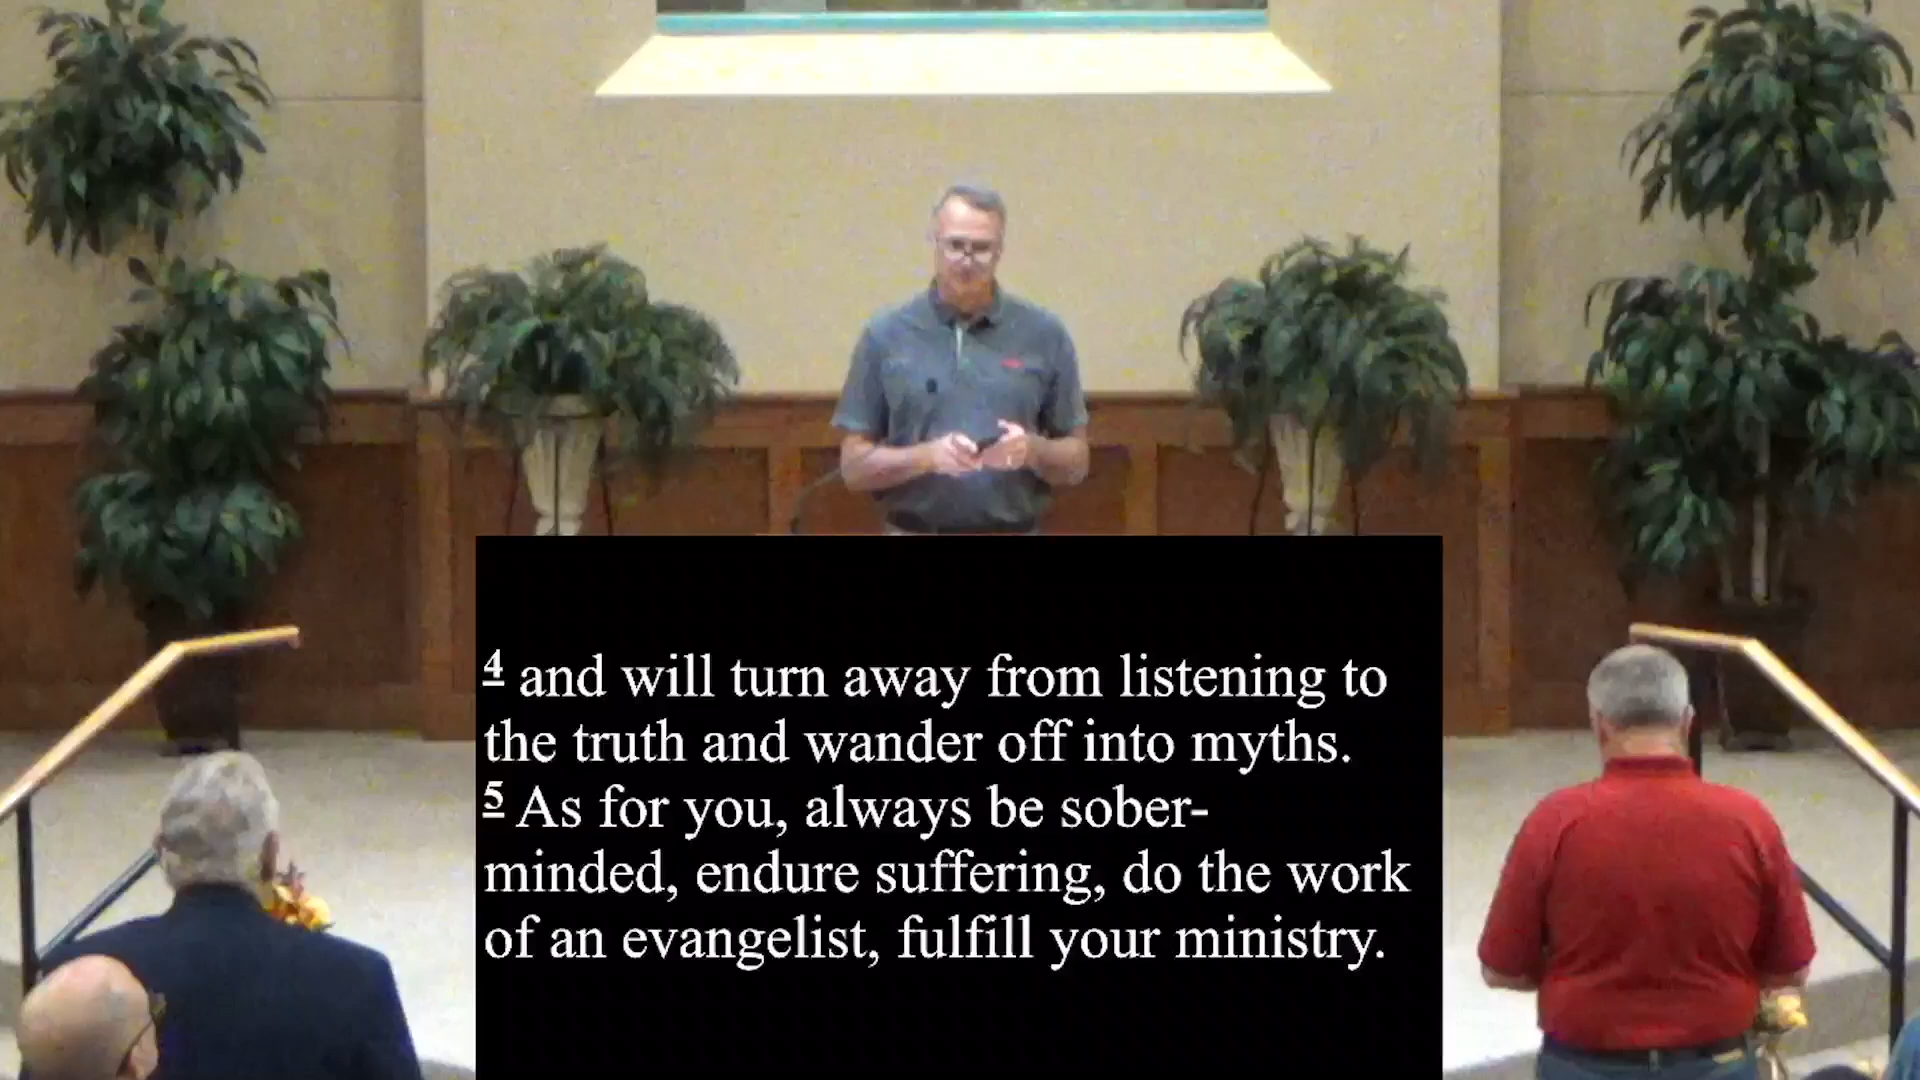 4 and will turn away from listening to
the truth and wander off into myths.
5 As for you, always be sober-
minded, endure suffering, do the work
of an evangelist, fulfill your ministry.